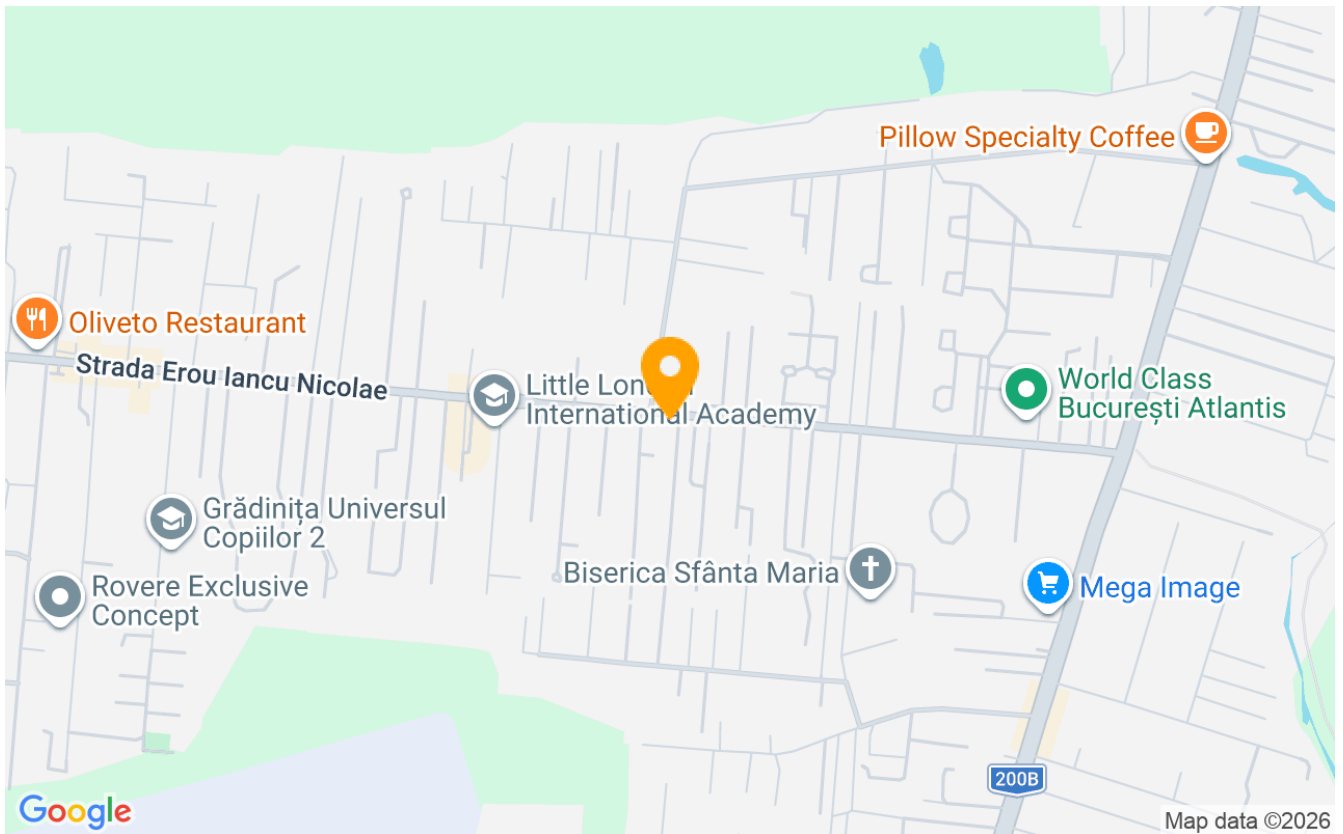 Pillow Specialty Coffee
Oliveto Restaurant
Strada Erou Iancu Nicolae
Little London
International Academy
World Class
București Atlantis
Grădinița Universul
Copiilor 2
Biserica Sfânta Maria
Mega Image
Rovere Exclusive
Concept
200B
Google
Map data ©2026